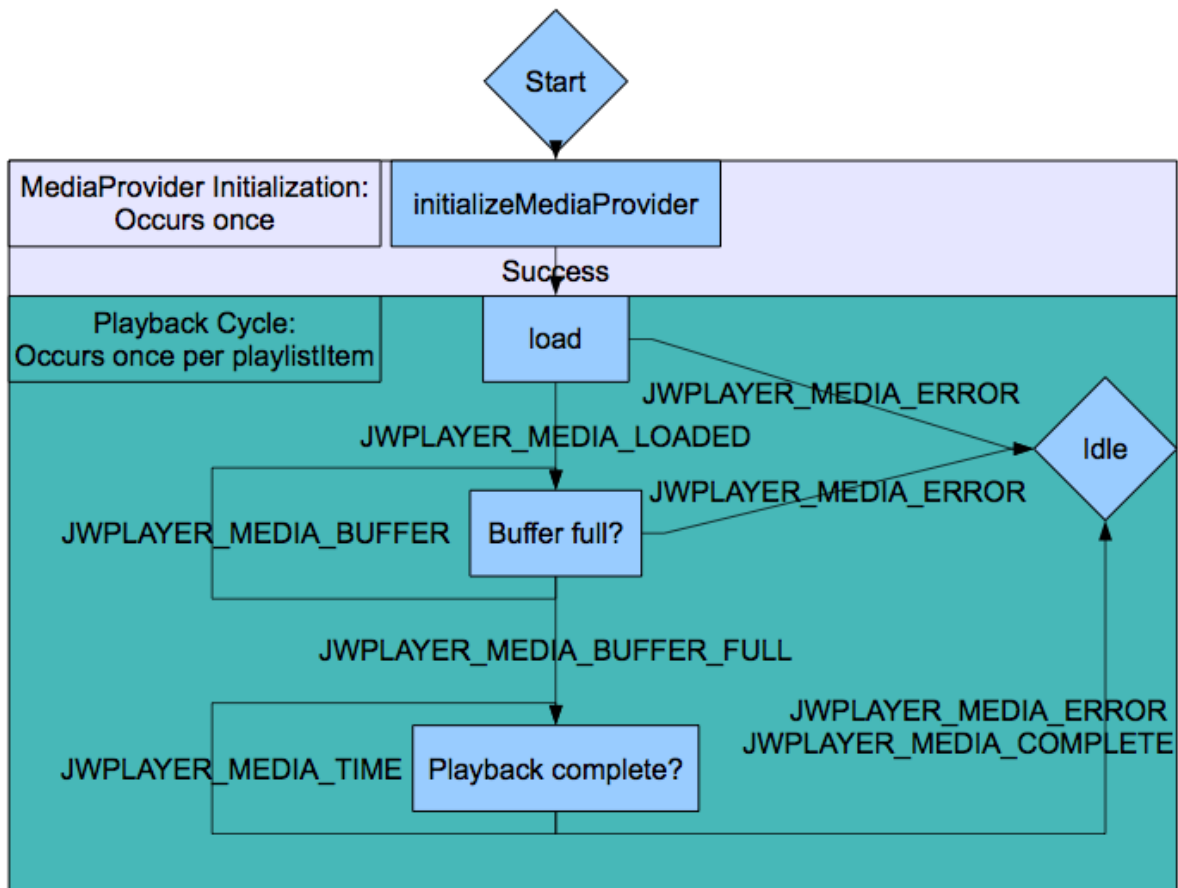 Start
MediaProvider Initialization:
Occurs once
initializeMediaProvider
Success
Playback Cycle:
Occurs once per playlistItem
load
JWPLAYER_MEDIA_ERROR
JWPLAYER_MEDIA_LOADED
Idle
JWPLAYER_MEDIA_ERROR
JWPLAYER_MEDIA_BUFFER
Buffer full?
JWPLAYER_MEDIA_BUFFER_FULL
JWPLAYER_MEDIA_ERROR
JWPLAYER_MEDIA_COMPLETE
JWPLAYER_MEDIA_TIME
Playback complete?